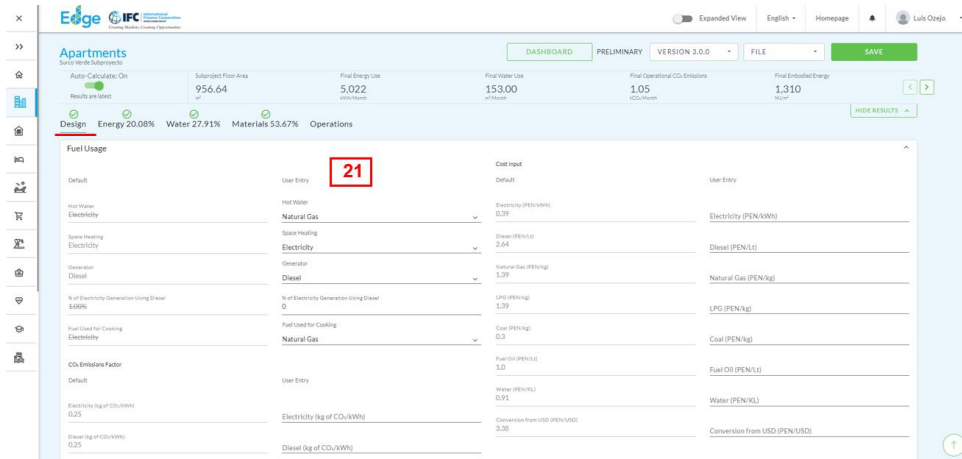 Edge IFC International Finance Corporation
WORLD BANK GROUP
Creating Markets, Creating Opportunities
Expanded View English Homepage Luis Ozejo
Apartments
Surco Verde Subproyecto
DASHBOARD PRELIMINARY VERSION 3.0.0 FILE SAVE
Auto-Calculate: On
Results are latest
Subproject Floor Area
956.64
m²
Final Energy Use
5,022
kWh/Month
Final Water Use
153.00
m³/Month
Final Operational CO₂ Emissions
1.05
tCO₂/Month
Final Embodied Energy
1,310
MJ/m²
HIDE RESULTS
Design Energy 20.08% Water 27.91% Materials 53.67% Operations
Fuel Usage
21
Default User Entry
Hot Water
Electricity
Hot Water
Natural Gas
Space Heating
Electricity
Space Heating
Electricity
Generator
Diesel
Generator
Diesel
% of Electricity Generation Using Diesel
1.00%
% of Electricity Generation Using Diesel
0
Fuel Used for Cooking
Electricity
Fuel Used for Cooking
Natural Gas
CO₂ Emissions Factor
Default User Entry
Electricity (kg of CO₂/kWh)
0.25
Electricity (kg of CO₂/kWh)
Diesel (kg of CO₂/kWh)
0.25
Diesel (kg of CO₂/kWh)
Cost Input
Default User Entry
Electricity (PEN/kWh)
0.39
Electricity (PEN/kWh)
Diesel (PEN/Lt)
2.64
Diesel (PEN/Lt)
Natural Gas (PEN/kg)
1.39
Natural Gas (PEN/kg)
LPG (PEN/kg)
1.39
LPG (PEN/kg)
Coal (PEN/kg)
0.3
Coal (PEN/kg)
Fuel Oil (PEN/Lt)
1.0
Fuel Oil (PEN/Lt)
Water (PEN/KL)
0.91
Water (PEN/KL)
Conversion from USD (PEN/USD)
3.38
Conversion from USD (PEN/USD)